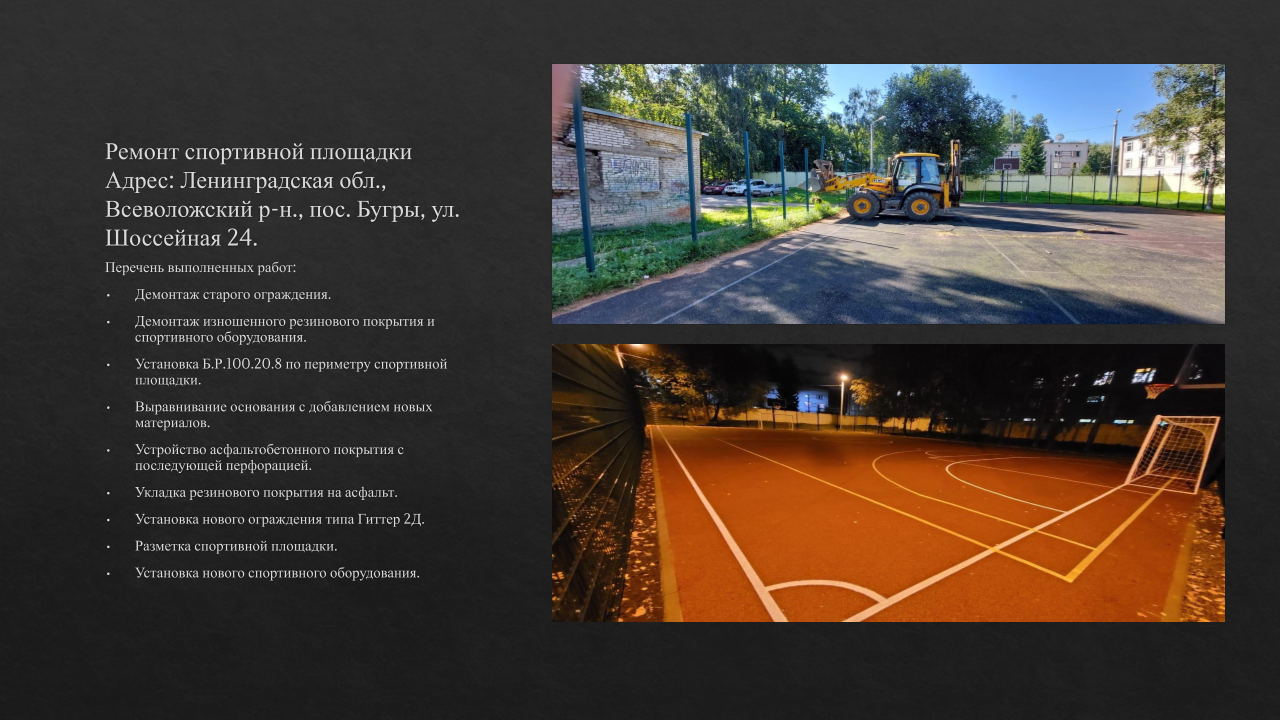 Ремонт спортивной площадки
Адрес: Ленинградская обл.,
Всеволожский р-н., пос. Бугры, ул.
Шоссейная 24.
Перечень выполненных работ:
• Демонтаж старого ограждения.
• Демонтаж изношенного резинового покрытия и
спортивного оборудования.
• Установка Б.Р.100.20.8 по периметру спортивной
площадки.
• Выравнивание основания с добавлением новых
материалов.
• Устройство асфальтобетонного покрытия с
последующей перфорацией.
• Укладка резинового покрытия на асфальт.
• Установка нового ограждения типа Гиттер 2Д.
• Разметка спортивной площадки.
• Установка нового спортивного оборудования.